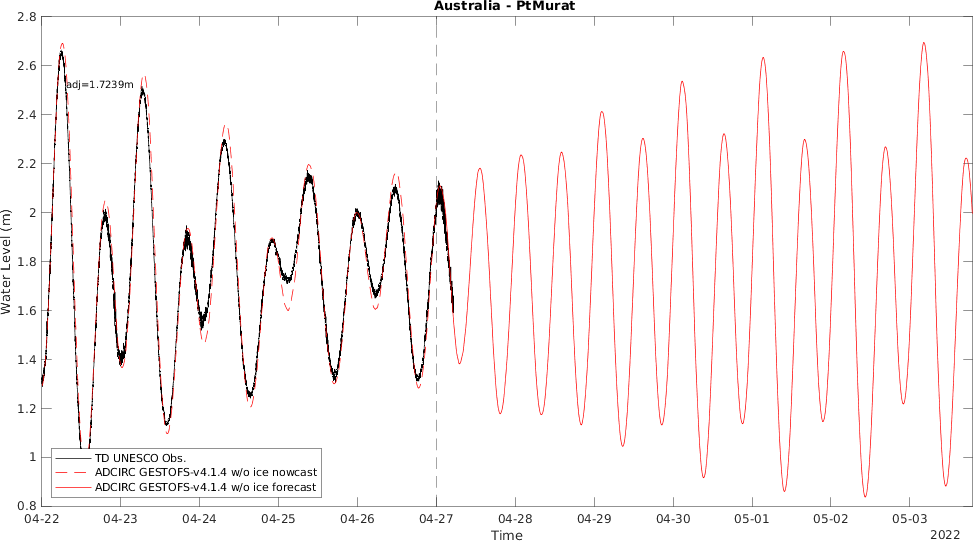 Australia - PtMurat
2.8
2.6
2.4
2.2
2
1.8
1.6
1.4
1.2
1
0.8
Water Level (m)
adj=1.7239m
TD UNESCO Obs.
ADCIRC GESTOFS-v4.1.4 w/o ice nowcast
ADCIRC GESTOFS-v4.1.4 w/o ice forecast
04-22 04-23 04-24 04-25 04-26 04-27 04-28 04-29 04-30 05-01 05-02 05-03
Time
2022